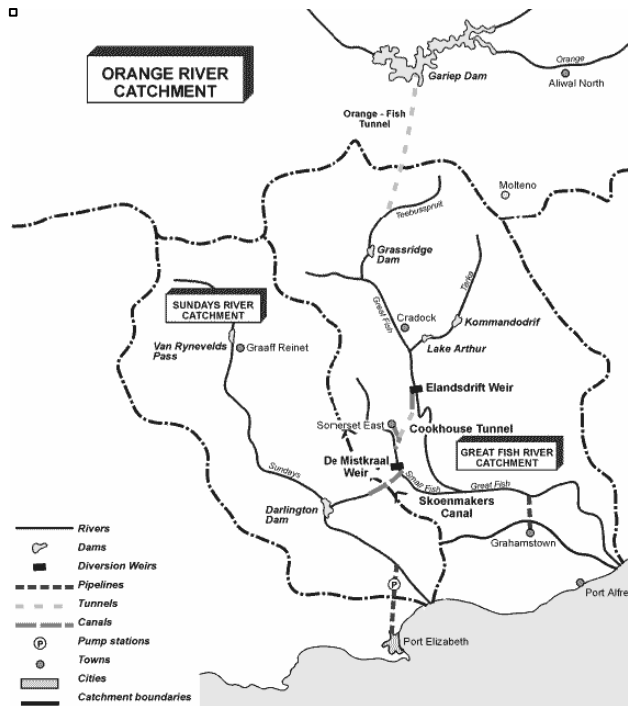 ORANGE RIVER
CATCHMENT
Gariep Dam
Orange
Aliwal North
Orange - Fish
Tunnel
Molteno
Teebusspruit
Grassridge
Dam
Tarka
SUNDAYS RIVER
CATCHMENT
Great Fish
Cradock
Kommandodrif
Van Rynevelds
Pass
Graaff Reinet
Lake Arthur
Elandsdrift Weir
Somerset East
Cookhouse Tunnel
GREAT FISH RIVER
CATCHMENT
De Mistkraal
Weir
Sundays
Small Fish
Great Fish
Skoenmakers
Canal
Darlington
Dam
Grahamstown
Port Alfre
P
Port Elizabeth
Rivers
Dams
Diversion Weirs
Pipelines
Tunnels
Canals
P
Pump stations
Towns
Cities
Catchment boundaries